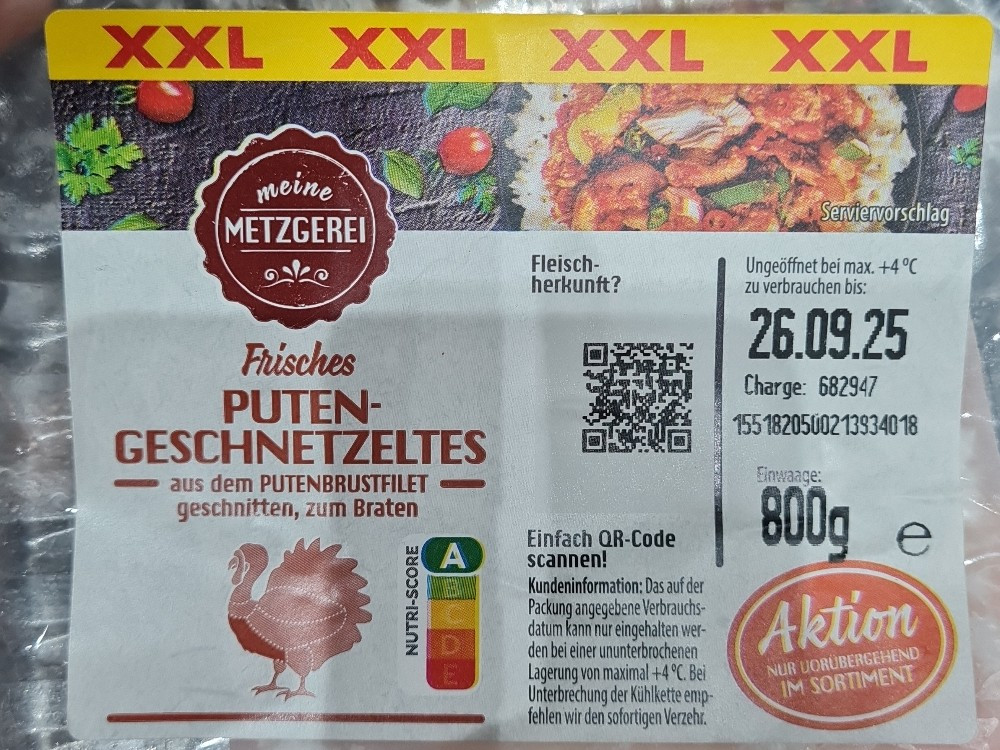 XXL XXL XXL XXL
meine
METZGEREI
Serviervorschlag
Frisches
PUTEN-
GESCHNETZELTES
aus dem PUTENBRUSTFILET
geschnitten, zum Braten
NUTRI-SCORE
A
B
C
D
E
Fleisch-
herkunft?
Einfach QR-Code
scannen!
Kundeninformation: Das auf der
Packung angegebene Verbrauchs-
datum kann nur eingehalten wer-
den bei einer ununterbrochenen
Lagerung von maximal +4 °C. Bei
Unterbrechung der Kühlkette emp-
fehlen wir den sofortigen Verzehr.
Ungeöffnet bei max. +4 °C
zu verbrauchen bis:
26.09.25
Charge: 682947
1551820500213934018
Einwaage:
800g e
Aktion
NUR VORÜBERGEHEND
IM SORTIMENT